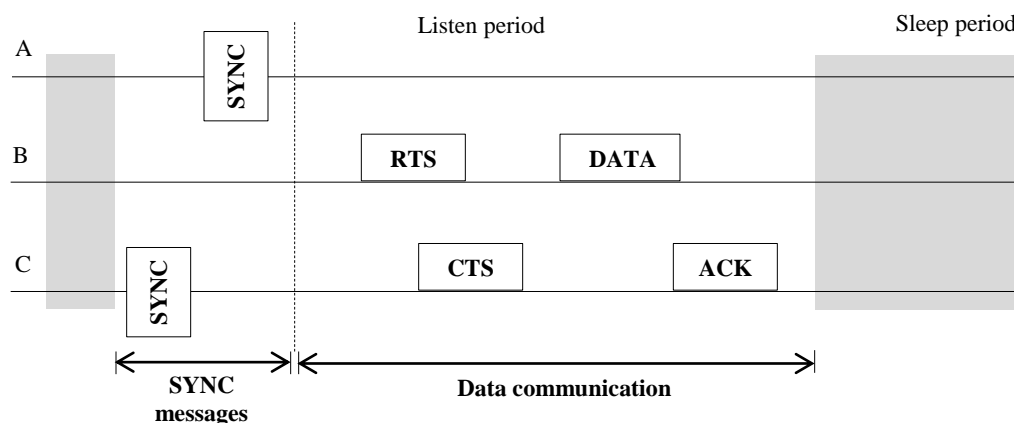 Listen period
Sleep period
A
SYNC
B
RTS
DATA
C
SYNC
CTS
ACK
SYNC
messages
Data communication